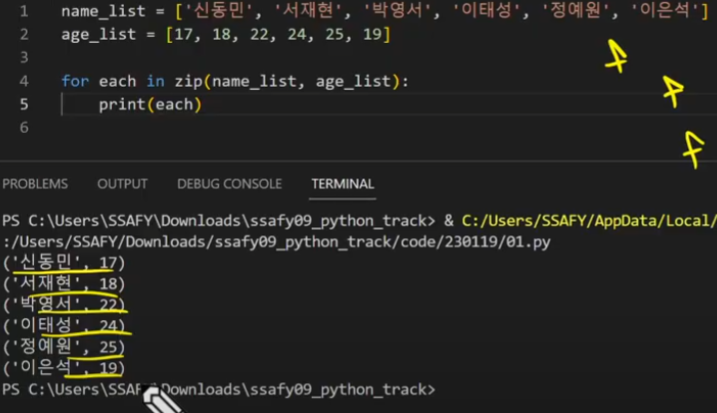 1 name_list = ['신동민', '서재현', '박영서', '이태성', '정예원', '이은석']
2 age_list = [17, 18, 22, 24, 25, 19]
3
4 for each in zip(name_list, age_list):
5     print(each)
6
PROBLEMS OUTPUT DEBUG CONSOLE TERMINAL
PS C:\Users\SSAFY\Downloads\ssafy09_python_track> & C:/Users/SSAFY/AppData/Local/
:/Users/SSAFY/Downloads/ssafy09_python_track/code/230119/01.py
('신동민', 17)
('서재현', 18)
('박영서', 22)
('이태성', 24)
('정예원', 25)
('이은석', 19)
PS C:\Users\SSAFY\Downloads\ssafy09_python_track>